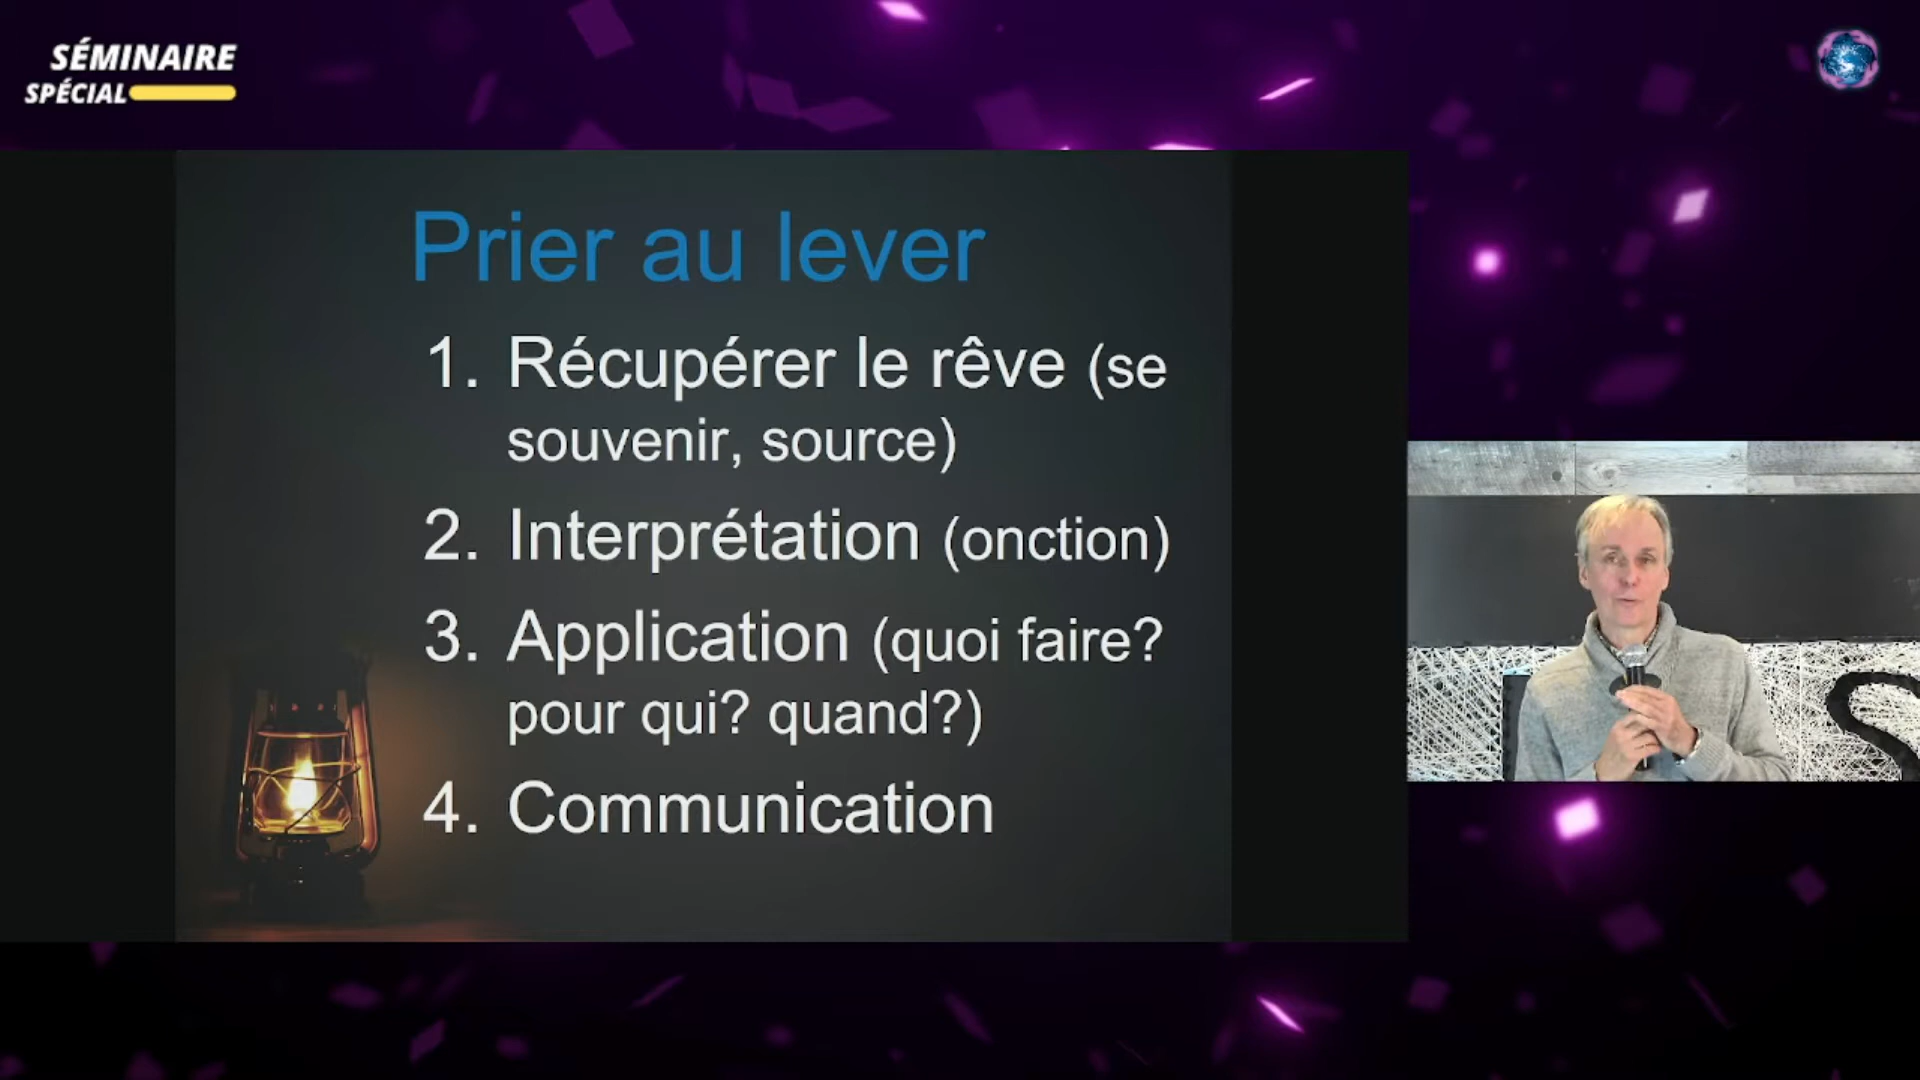 SÉMINAIRE
SPÉCIAL
Prier au lever
1. Récupérer le rêve (se
souvenir, source)
2. Interprétation (onction)
3. Application (quoi faire?
pour qui? quand?)
4. Communication
S